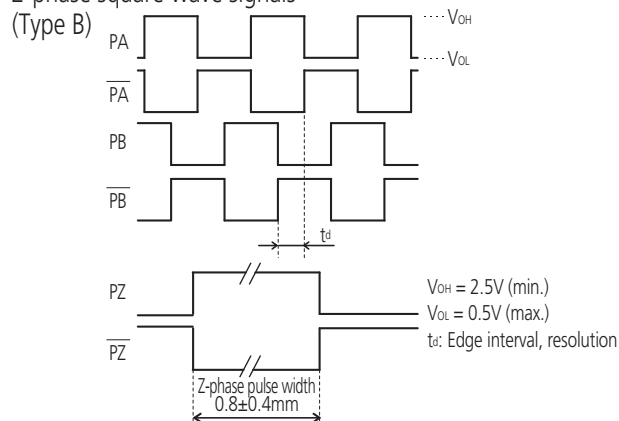 Z-phase square wave signals
(Type B)
PA
VOH
VOL
PA
PB
PB
td
PZ
PZ
VOH = 2.5V (min.)
VOL = 0.5V (max.)
td: Edge interval, resolution
Z-phase pulse width
0.8±0.4mm